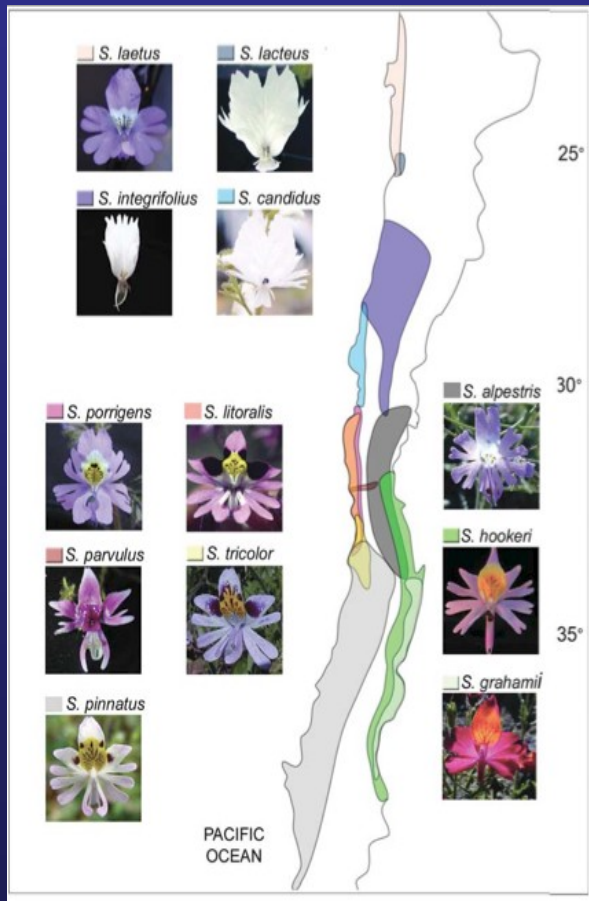 S. laetus
S. lacteus
25°
S. integrifolius
S. candidus
30°
S. alpestris
S. porrigens
S. litoralis
S. hookeri
S. parvulus
S. tricolor
35°
S. grahamii
S. pinnatus
PACIFIC
OCEAN